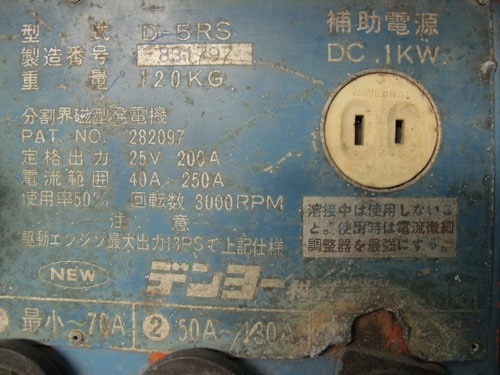 型式 D-5RS
製造番号
重量 120KG
分割界磁型発電機
PAT. NO. 282097
定格出力 25V 200A
電流範囲 40A-250A
使用率50% 回転数 3000RPM
注意
駆動エンジン最大出力13PSで上記仕様
NEW デンヨー
最小~70A ② 50A~130A
補助電源
DC .1KW
溶接中は使用しないこ
と。使用時は電流微細
調整器を最強にする。